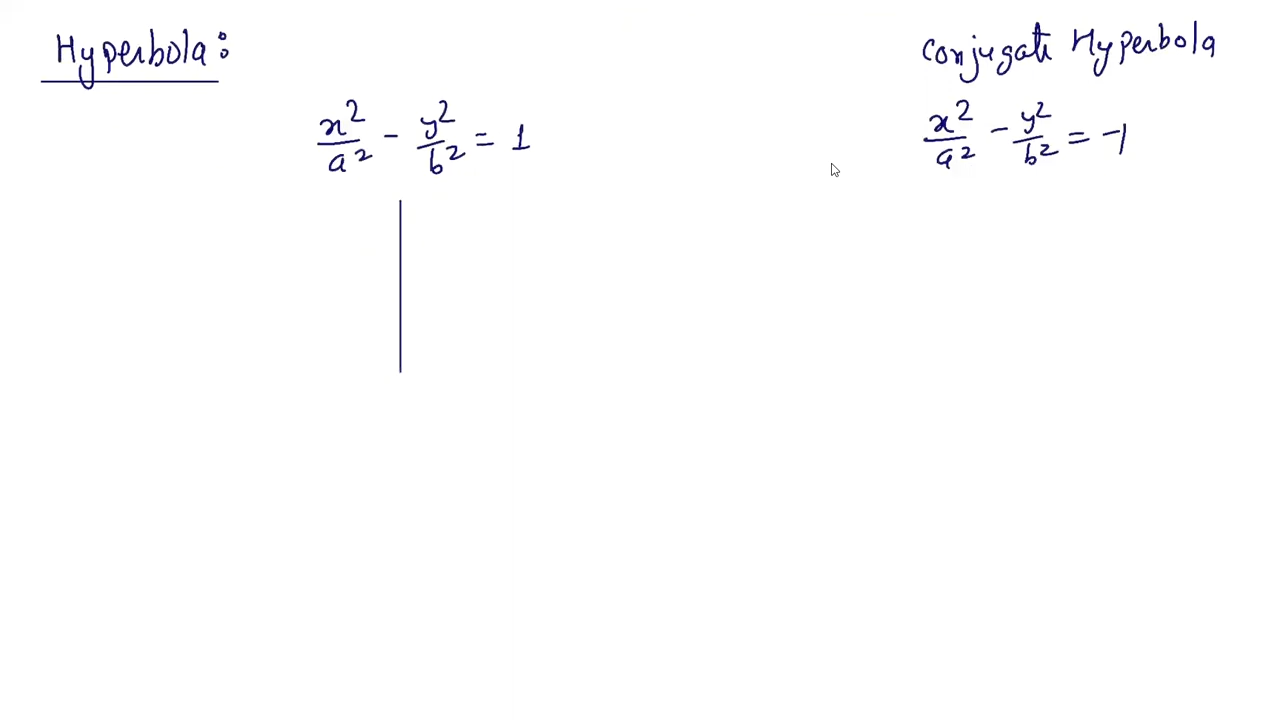 Hyperbola:
x²/a² - y²/b² = 1
Conjugate Hyperbola
x²/a² - y²/b² = -1